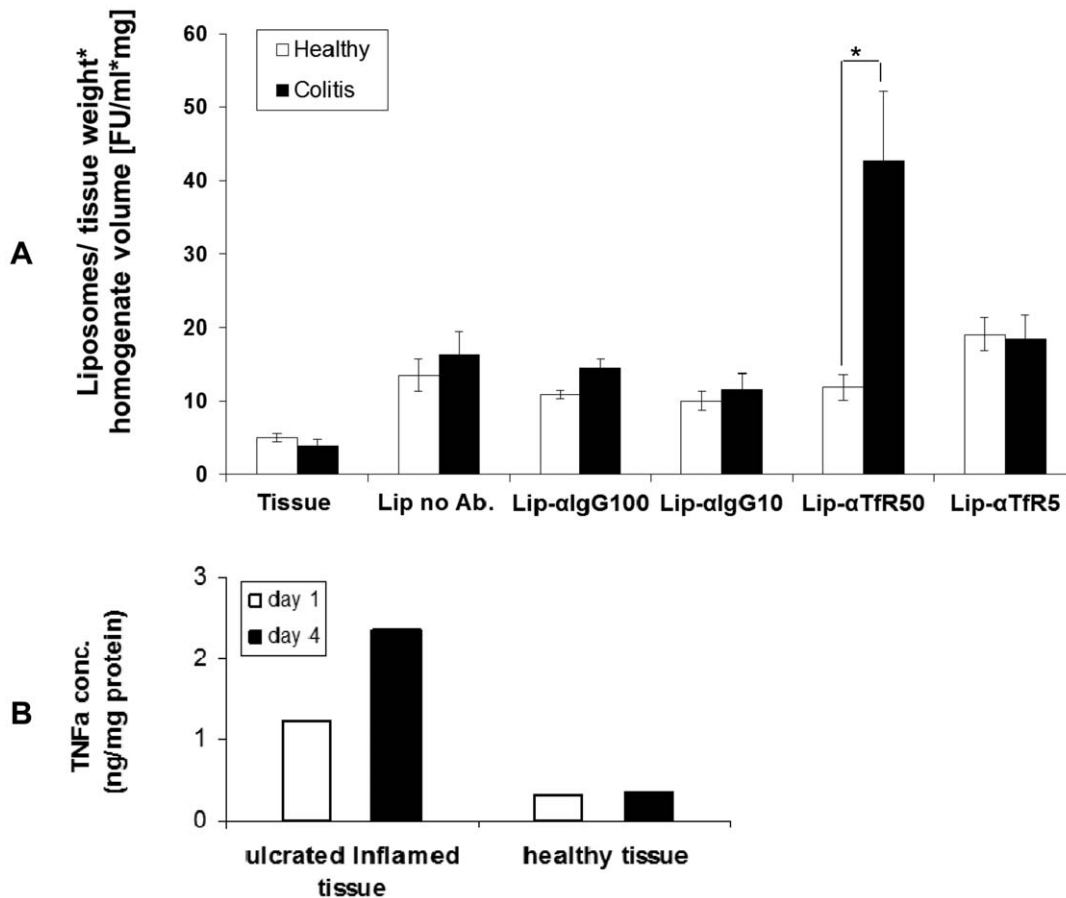 A
Liposomes/ tissue weight*
homogenate volume [FU/ml*mg]
60
50
40
30
20
10
0
Healthy
Colitis
*
Tissue
Lip no Ab.
Lip-αIgG100
Lip-αIgG10
Lip-αTfR50
Lip-αTfR5
B
TNFa conc.
(ng/mg protein)
3
2
1
0
day 1
day 4
ulcrated Inflamed
tissue
healthy tissue